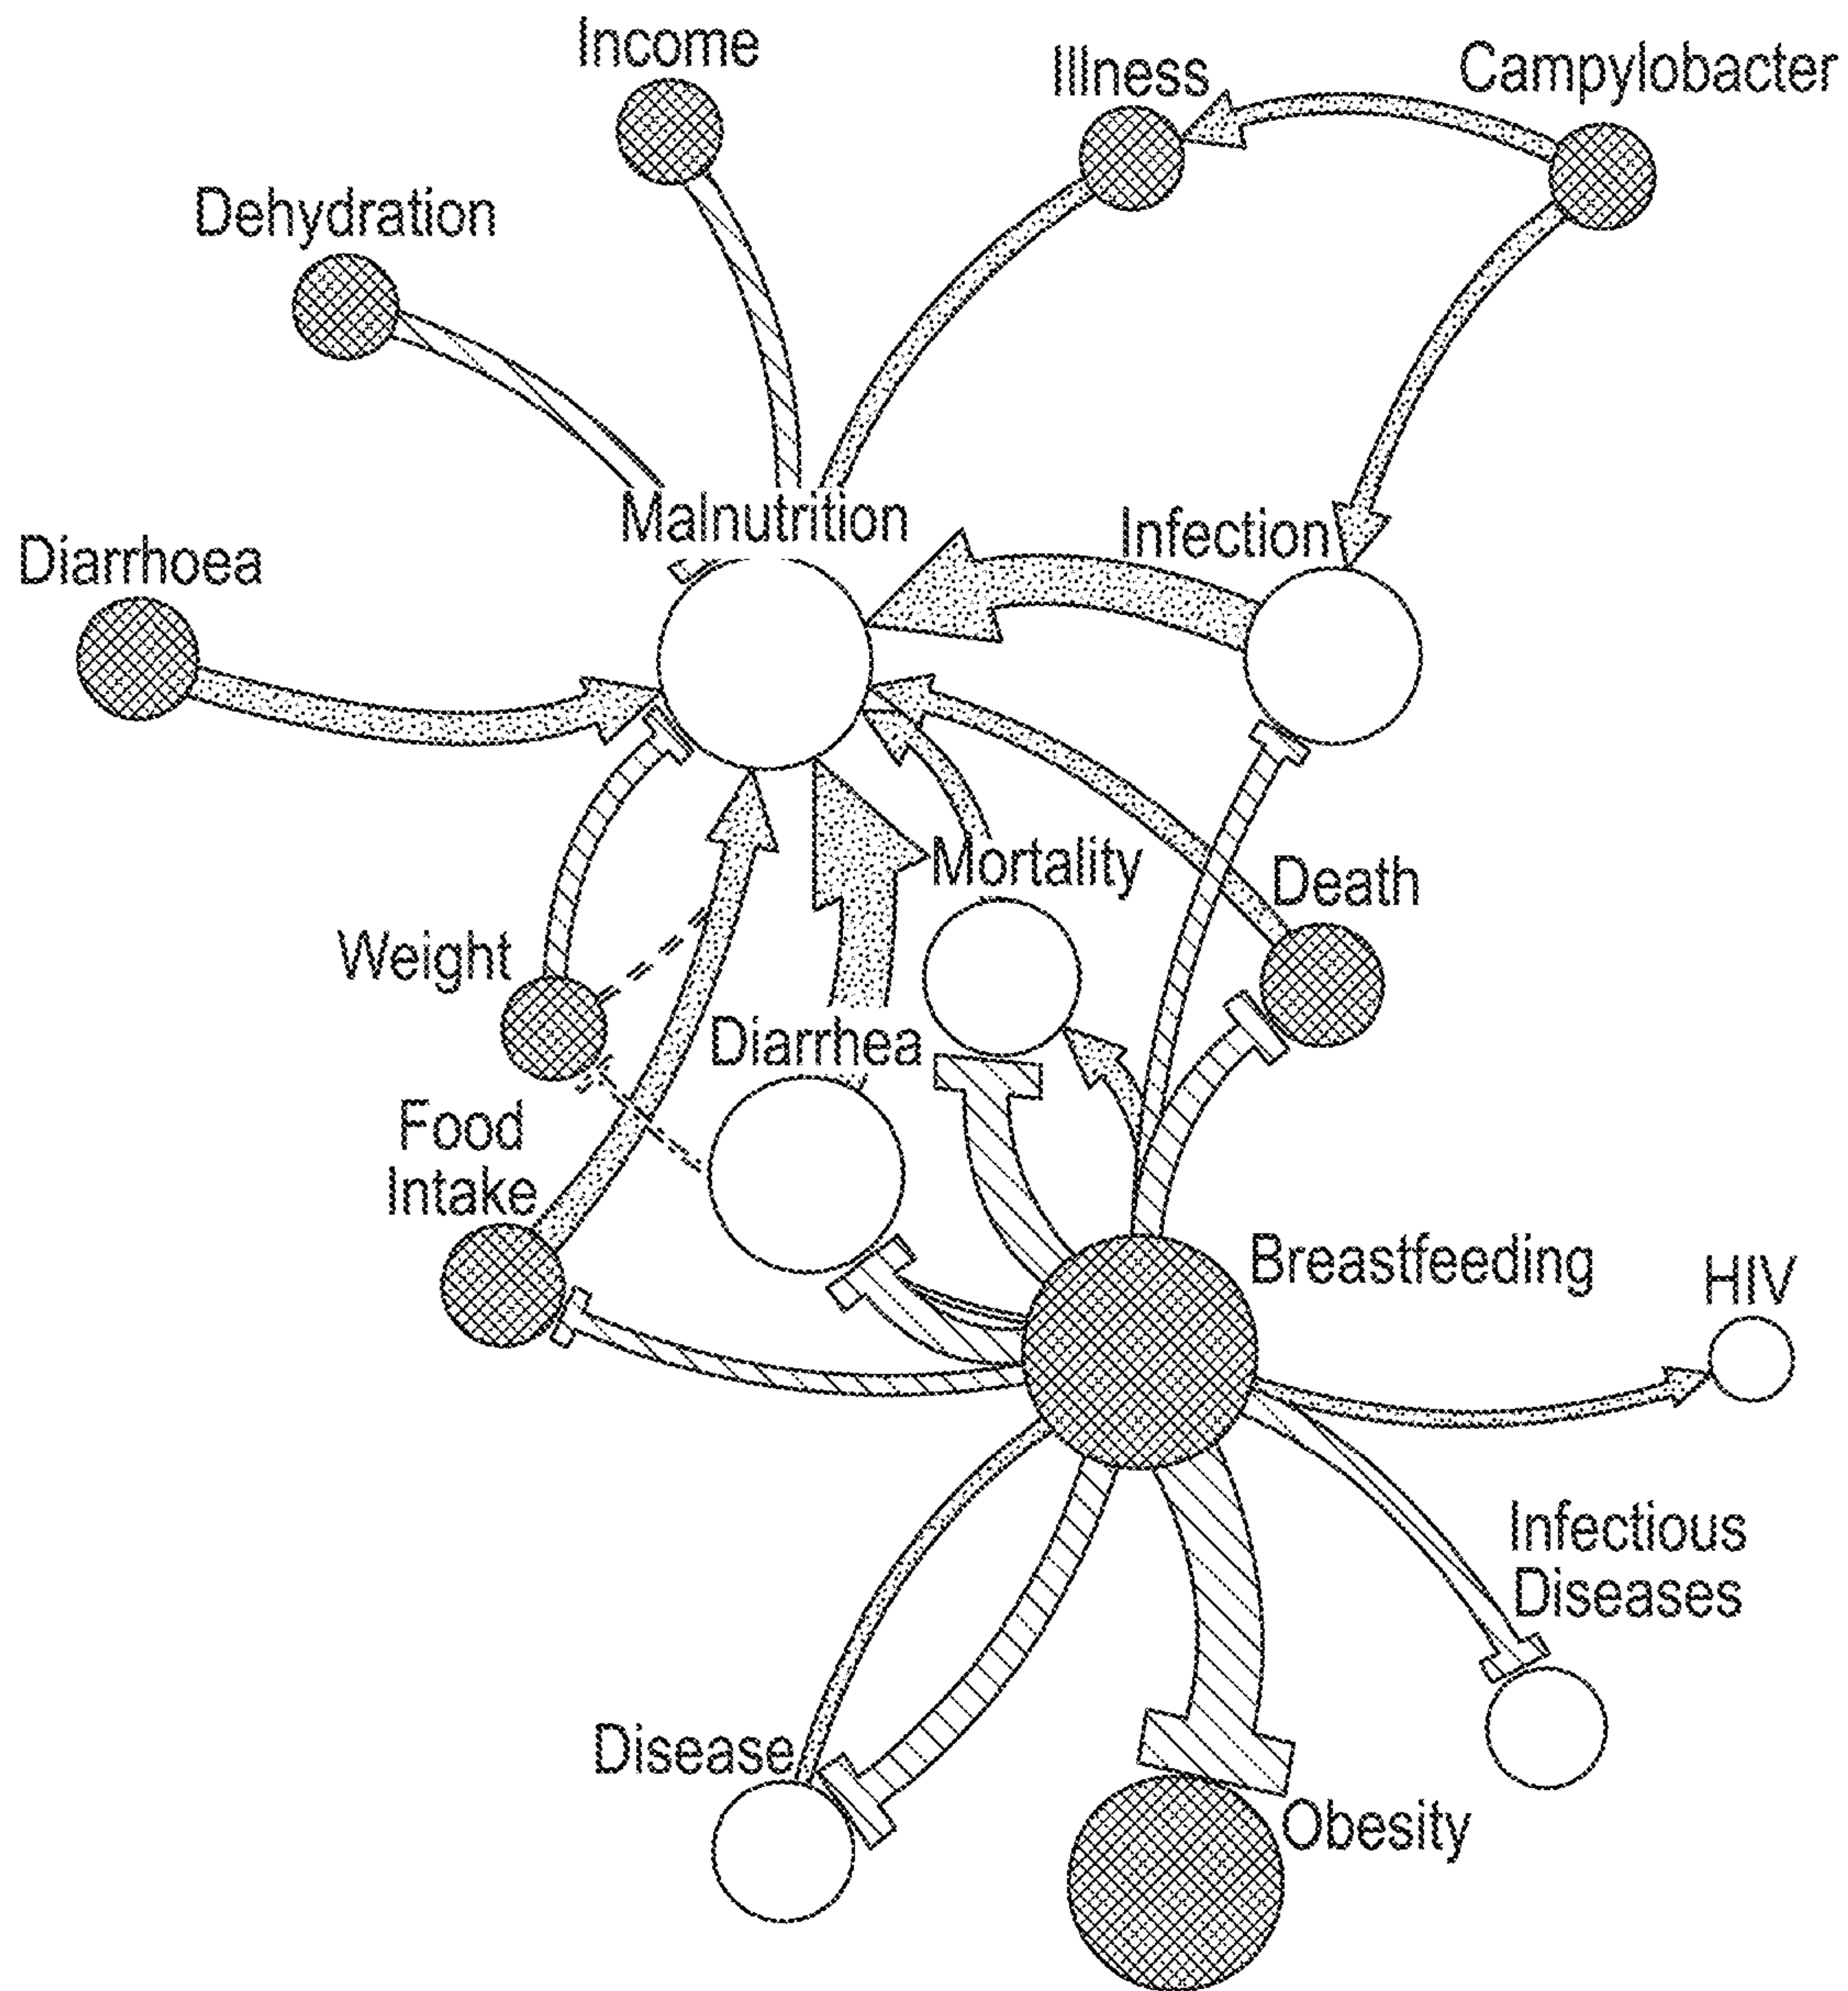 Income
Illness
Campylobacter
Dehydration
Malnutrition
Infection
Diarrhoea
Mortality
Death
Weight
Diarrhea
Food
Intake
Breastfeeding
HIV
Infectious
Diseases
Disease
Obesity